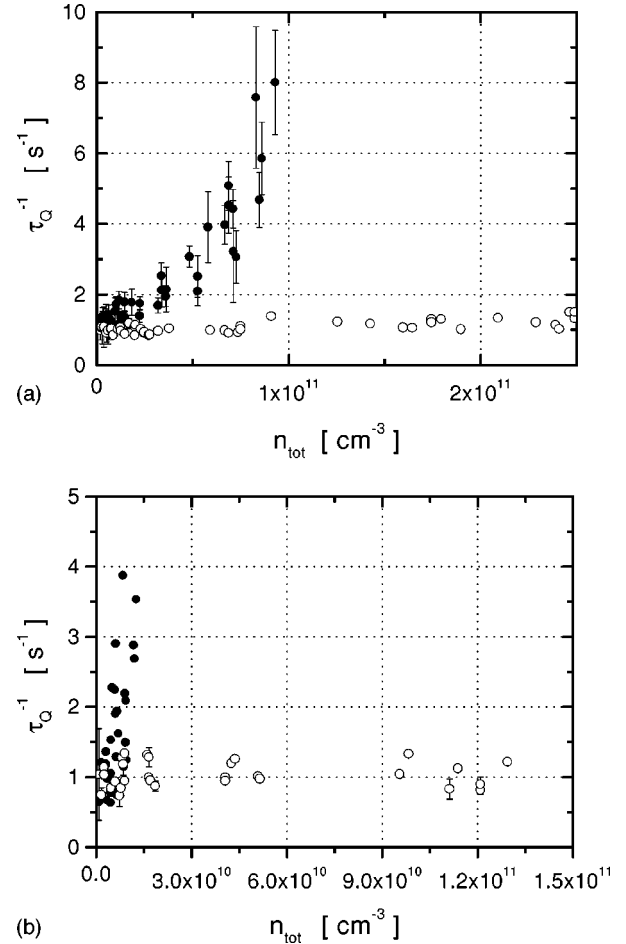 10
8
6
4
2
0
τ_Q^-1 [ s^-1 ]
0
1x10^11
2x10^11
(a)
n_tot [ cm^-3 ]
5
4
3
2
1
0
τ_Q^-1 [ s^-1 ]
0.0
3.0x10^10
6.0x10^10
9.0x10^10
1.2x10^11
1.5x10^11
(b)
n_tot [ cm^-3 ]